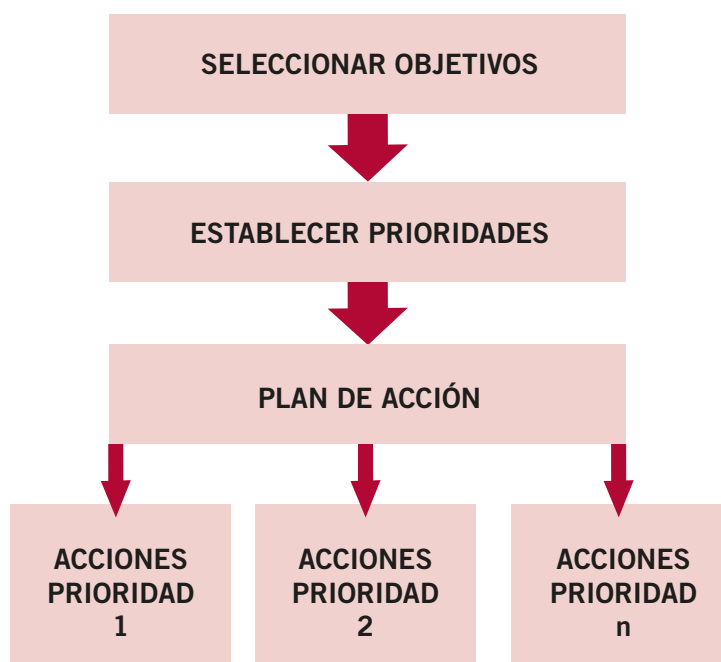 SELECCIONAR OBJETIVOS
ESTABLECER PRIORIDADES
PLAN DE ACCIÓN
ACCIONES
PRIORIDAD
1
ACCIONES
PRIORIDAD
2
ACCIONES
PRIORIDAD
n